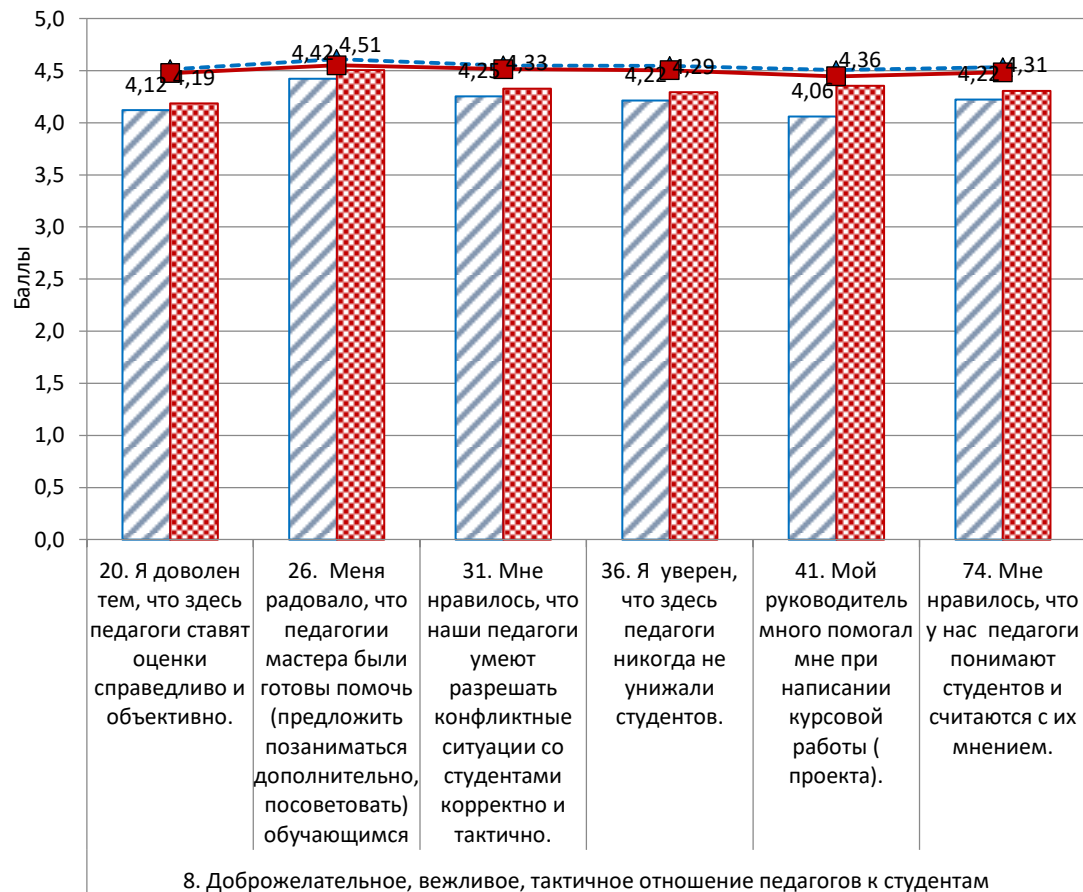 5,0
4,5
4,0
3,5
3,0
2,5
2,0
1,5
1,0
0,5
0,0
Баллы
4,12
4,19
4,42
4,51
4,25
4,33
4,22
4,29
4,06
4,36
4,22
4,31
20. Я доволен
тем, что здесь
педагоги ставят
оценки
справедливо и
объективно.
26. Меня
радовало, что
педагогии
мастера были
готовы помочь
(предложить
позаниматься
дополнительно,
посоветовать)
обучающимся
31. Мне
нравилось, что
наши педагоги
умеют
разрешать
конфликтные
ситуации со
студентами
корректно и
тактично.
36. Я уверен,
что здесь
педагоги
никогда не
унижали
студентов.
41. Мой
руководитель
много помогал
мне при
написании
курсовой
работы (
проекта).
74. Мне
нравилось, что
у нас педагоги
понимают
студентов и
считаются с их
мнением.
8. Доброжелательное, вежливое, тактичное отношение педагогов к студентам